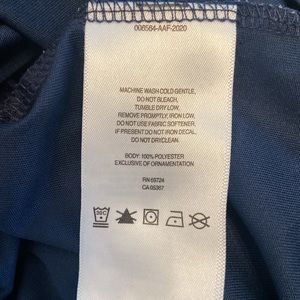 008564-AAF-2020
MACHINE WASH COLD-GENTLE,
DO NOT BLEACH,
TUMBLE DRY LOW,
REMOVE PROMPTLY, IRON LOW,
DO NOT USE FABRIC SOFTENER.
IF PRESENT DO NOT IRON DECAL.
DO NOT DRYCLEAN.
BODY: 100% POLYESTER
EXCLUSIVE OF ORNAMENTATION
RN 69724
CA 05367
30C